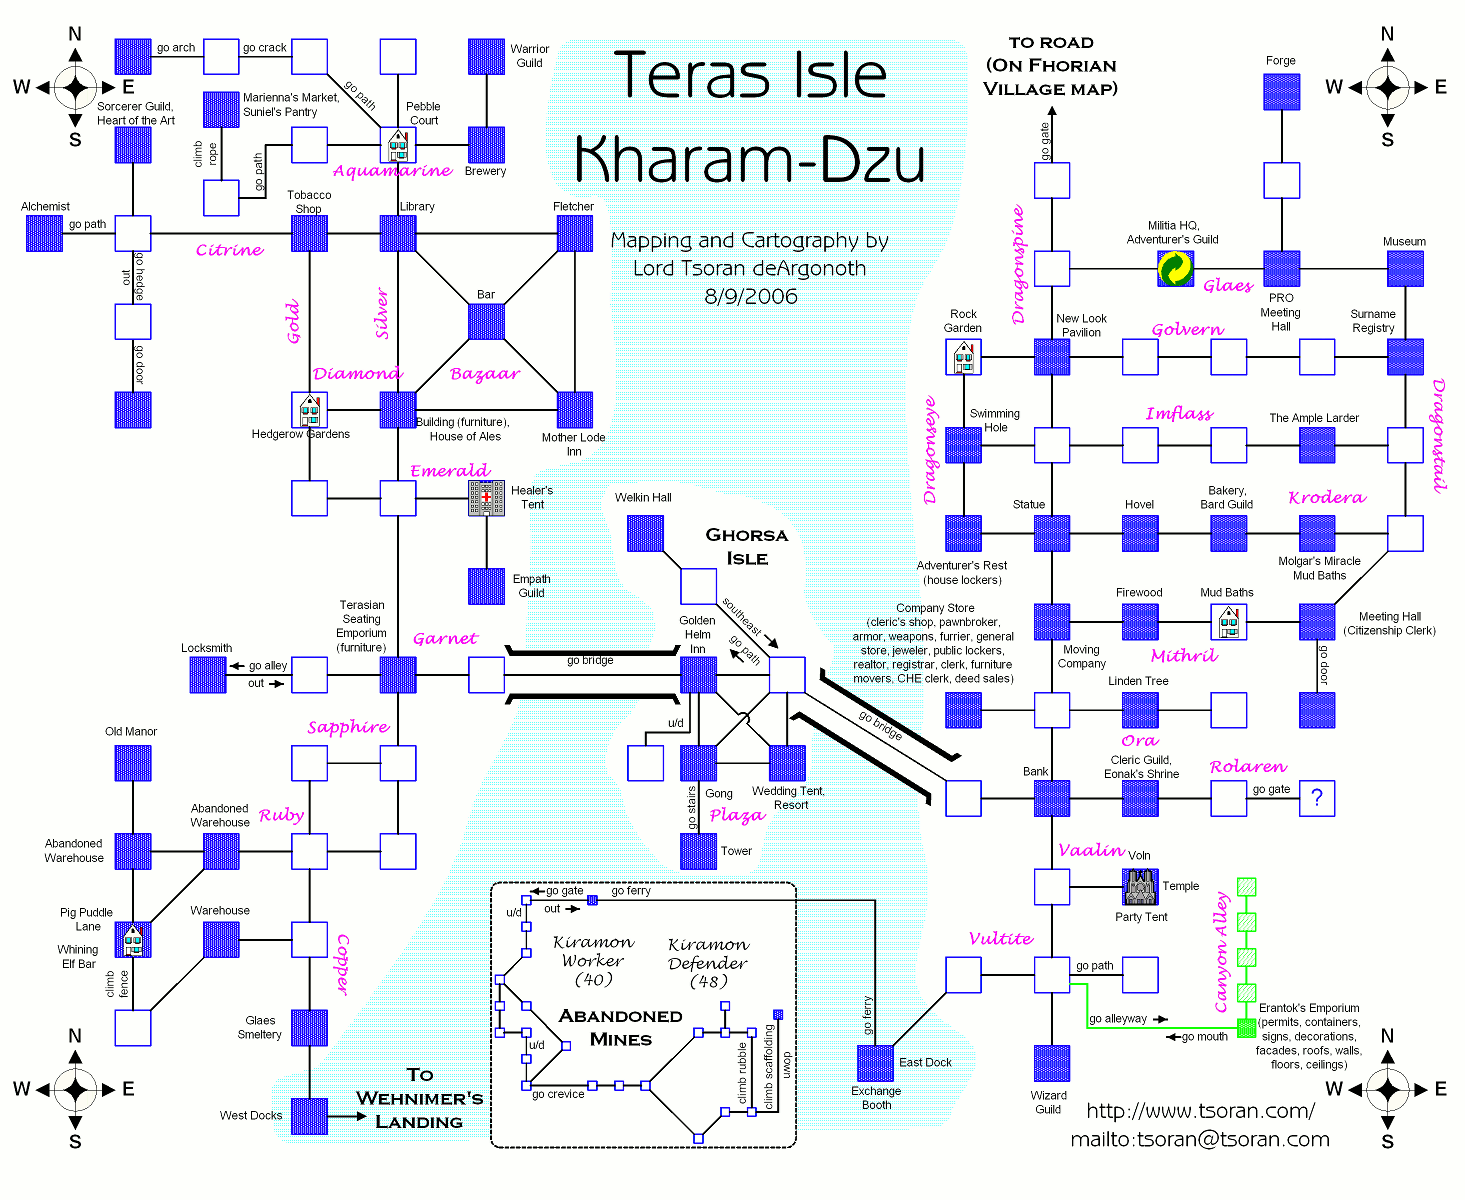 Teras Isle
Kharam-Dzu
Mapping and Cartography by
Lord Tsoran deArgonoth
8/9/2006
N
W
E
S
go arch
go crack
go path
Warrior
Guild
Sorcerer Guild,
Heart of the Art
Marienna's Market,
Suniel's Pantry
Pebble
Court
climb
rope
go path
Aquamarine
Brewery
Alchemist
go path
Tobacco
Shop
Library
Fletcher
Citrine
go hedge
out
Gold
Silver
Bar
go door
Diamond
Bazaar
Hedgerow Gardens
Building (furniture),
House of Ales
Mother Lode
Inn
Emerald
Healer's
Tent
Empath
Guild
Terasian
Seating
Emporium
(furniture)
Garnet
Locksmith
go alley
out
go bridge
Sapphire
Old Manor
Abandoned
Warehouse
Ruby
Abandoned
Warehouse
Pig Puddle
Lane
Whining
Elf Bar
Warehouse
climb
fence
Copper
Glaes
Smeltery
West Docks
To
Wehnimer's
Landing
N
W
E
S
Welkin Hall
Ghorsa
Isle
southeast
go path
Golden
Helm
Inn
u/d
Gong
Wedding Tent,
Resort
go stairs
Plaza
Tower
go bridge
go gate
out
go ferry
u/d
Kiramon
Worker
(40)
Kiramon
Defender
(48)
Abandoned
Mines
u/d
go crevice
climb rubble
climb scaffolding
down
go ferry
East Dock
Exchange
Booth
to road
(On Fhorian
Village map)
go gate
Forge
N
W
E
S
Dragonspine
Militia HQ,
Adventurer's Guild
Museum
Glaes
PRO
Meeting
Hall
Rock
Garden
New Look
Pavilion
Golvern
Surname
Registry
Dragonseye
Swimming
Hole
Imflass
The Ample Larder
Dragonstail
Statue
Hovel
Bakery,
Bard Guild
Krodera
Adventurer's Rest
(house lockers)
Molgar's Miracle
Mud Baths
Company Store
(cleric's shop, pawnbroker,
armor, weapons, furrier, general
store, jeweler, public lockers,
realtor, registrar, clerk, furniture
movers, CHE clerk, deed sales)
Firewood
Mud Baths
Meeting Hall
(Citizenship Clerk)
Moving
Company
Mithril
go door
Linden Tree
Ora
Bank
Cleric Guild,
Eonak's Shrine
Rolaren
go gate
?
Vaalin
Voln
Temple
Party Tent
Vultite
go path
Canyon Alley
go alleyway
go mouth
Erantok's Emporium
(permits, containers,
signs, decorations,
facades, roofs, walls,
floors, ceilings)
Wizard
Guild
N
W
E
S
http://www.tsoran.com/
mailto:tsoran@tsoran.com